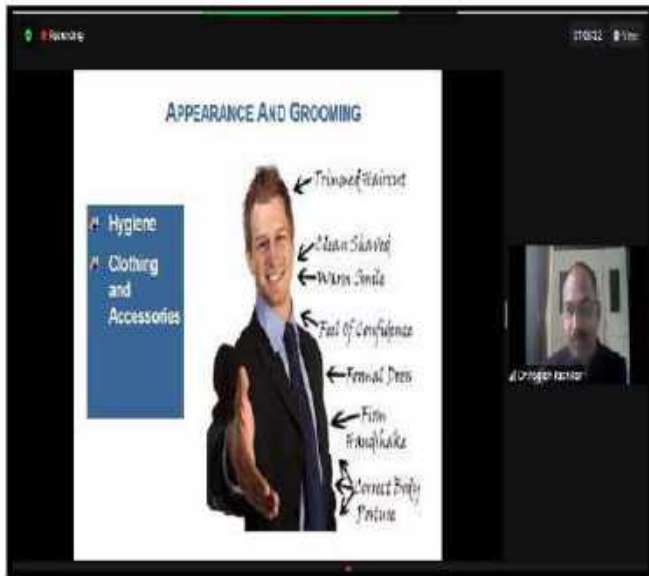 Recording
View
APPEARANCE AND GROOMING
Hygiene
Clothing
and
Accessories
Trimmed Haircut
Clean Shaved
Warm Smile
Feel Of Confidence
Formal Dress
Firm
Handshake
Correct Body
Posture